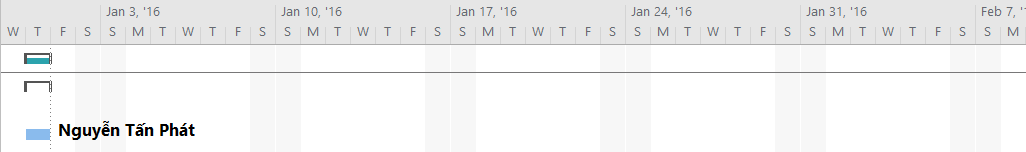 Jan 3, '16 Jan 10, '16 Jan 17, '16 Jan 24, '16 Jan 31, '16 Feb 7, '
W T F S S M T W T F S S M T W T F S S M T W T F S S M T W T F S S M T W T F S S M
Nguyễn Tấn Phát